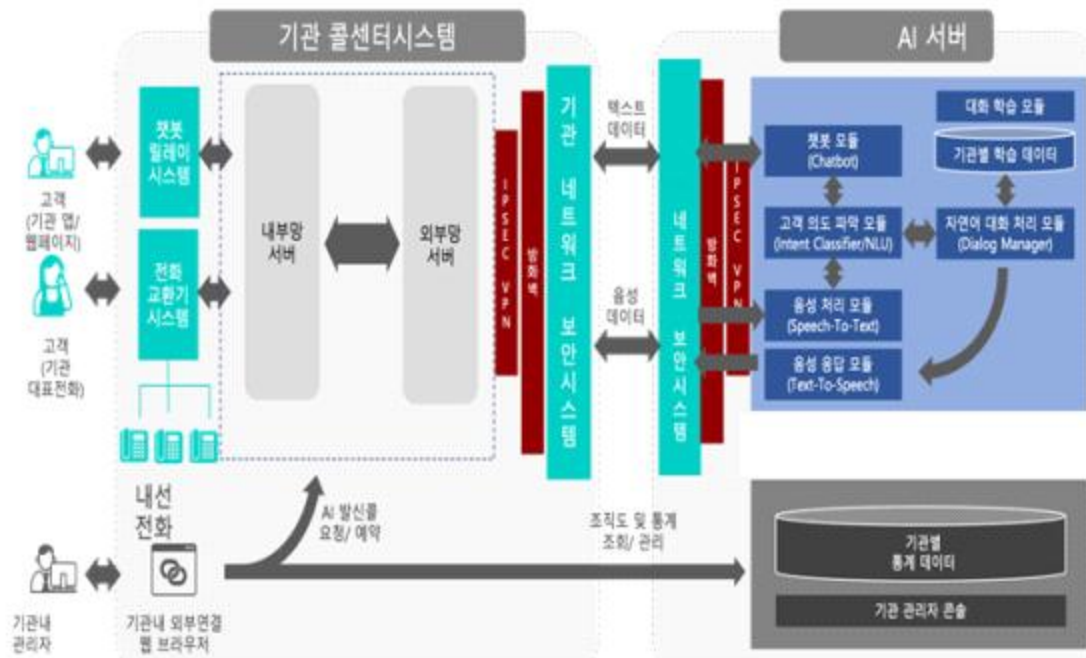 기관 콜센터시스템
AI 서버
고객
(기관 앱/
웹페이지)
고객
(기관
대표전화)
챗봇
릴레이
시스템
전화
교환기
시스템
내선
전화
내부망
서버
외부망
서버
IPSEC VPN
방화벽
기관 네트워크 보안시스템
텍스트
데이터
음성
데이터
네트워크 보안시스템
방화벽
IPSEC VPN
대화 학습 모듈
기관별 학습 데이터
챗봇 모듈
(Chatbot)
고객 의도 파악 모듈
(Intent Classifier/NLU)
자연어 대화 처리 모듈
(Dialog Manager)
음성 처리 모듈
(Speech-To-Text)
음성 응답 모듈
(Text-To-Speech)
AI 발신콜
요청/ 예약
조직도 및 통계
조회/ 관리
기관내
관리자
기관내 외부연결
웹 브라우저
기관별
통계 데이터
기관 관리자 콘솔